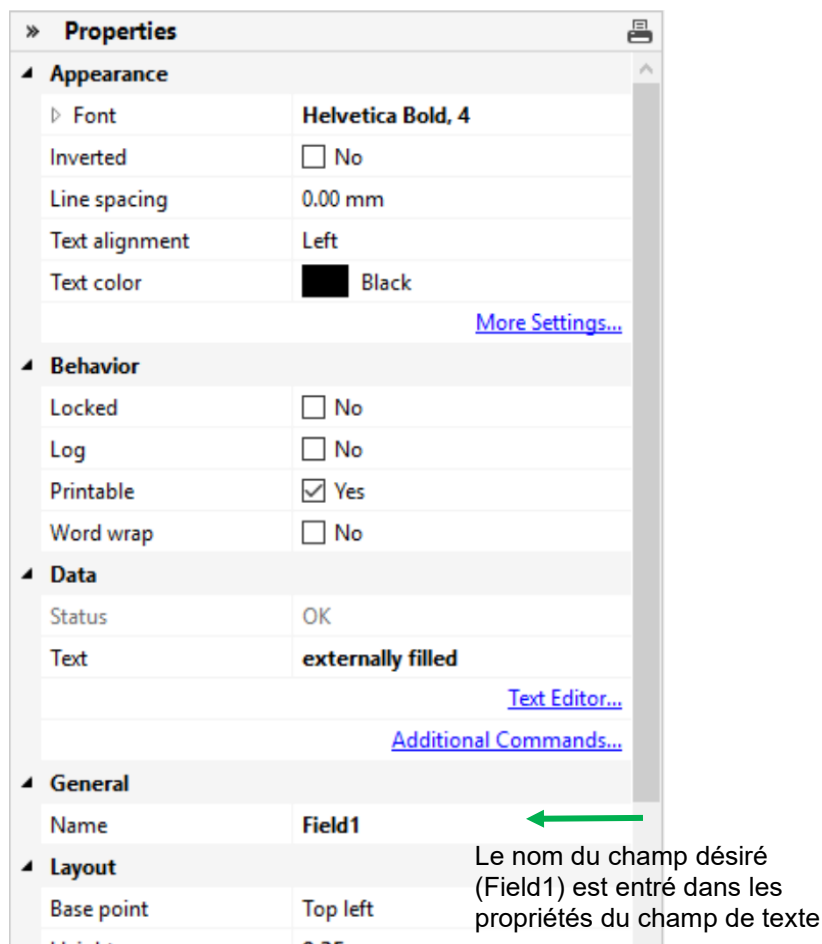 » Properties
Appearance
Font Helvetica Bold, 4
Inverted No
Line spacing 0.00 mm
Text alignment Left
Text color Black
More Settings...
Behavior
Locked No
Log No
Printable Yes
Word wrap No
Data
Status OK
Text externally filled
Text Editor...
Additional Commands...
General
Name Field1
Layout
Base point Top left
Le nom du champ désiré
(Field1) est entré dans les
propriétés du champ de texte